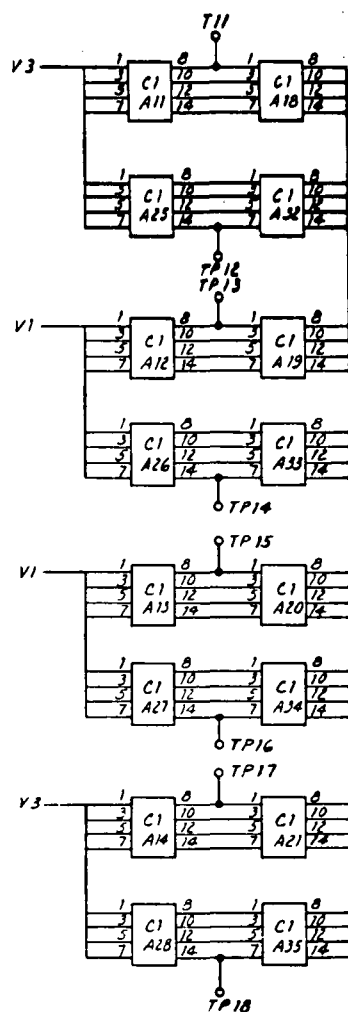 T11
V3
1 8 1 8
3 C1 10 3 C1 10
5 A11 12 5 A18 12
7 14 7 14
1 8 1 8
3 C1 10 3 C1 10
5 A25 12 5 A32 12
7 14 7 14
TP12
TP13
V1
1 8 1 8
3 C1 10 3 C1 10
5 A12 12 5 A19 12
7 14 7 14
1 8 1 8
3 C1 10 3 C1 10
5 A26 12 5 A33 12
7 14 7 14
TP14
TP15
V1
1 8 1 8
3 C1 10 3 C1 10
5 A13 12 5 A20 12
7 14 7 14
1 8 1 8
3 C1 10 3 C1 10
5 A27 12 5 A34 12
7 14 7 14
TP16
TP17
V3
1 8 1 8
3 C1 10 3 C1 10
5 A14 12 5 A21 12
7 14 7 14
1 8 1 8
3 C1 10 3 C1 10
5 A28 12 5 A35 12
7 14 7 14
TP18